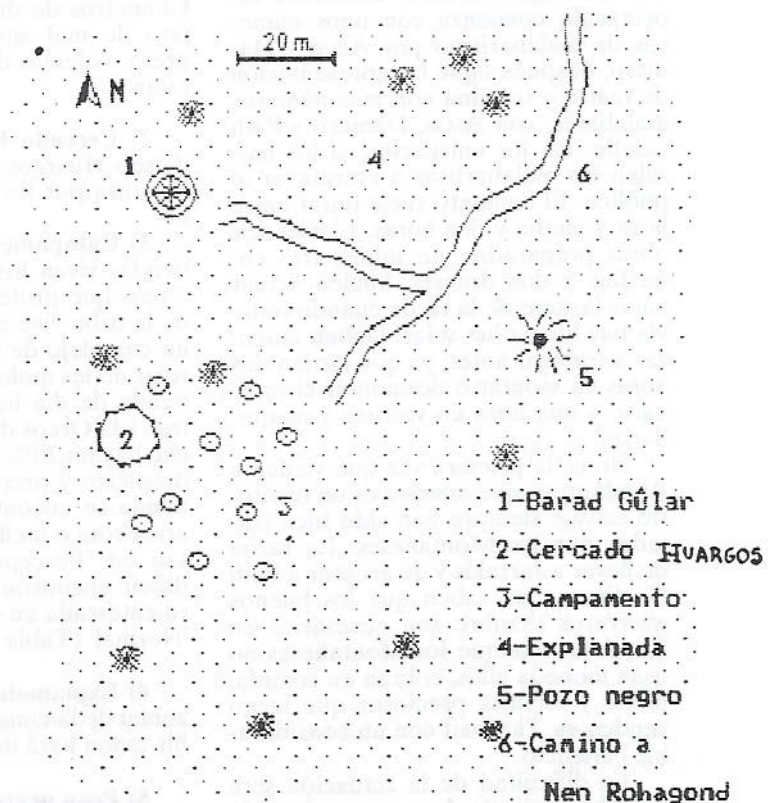 20 m.
N
1
4
6
5
2
3
1-Barad Gûlar
2-Cercado HUARGOS
3-Campamento
4-Explanada
5-Pozo negro
6-Camino a
Nen Rohagond